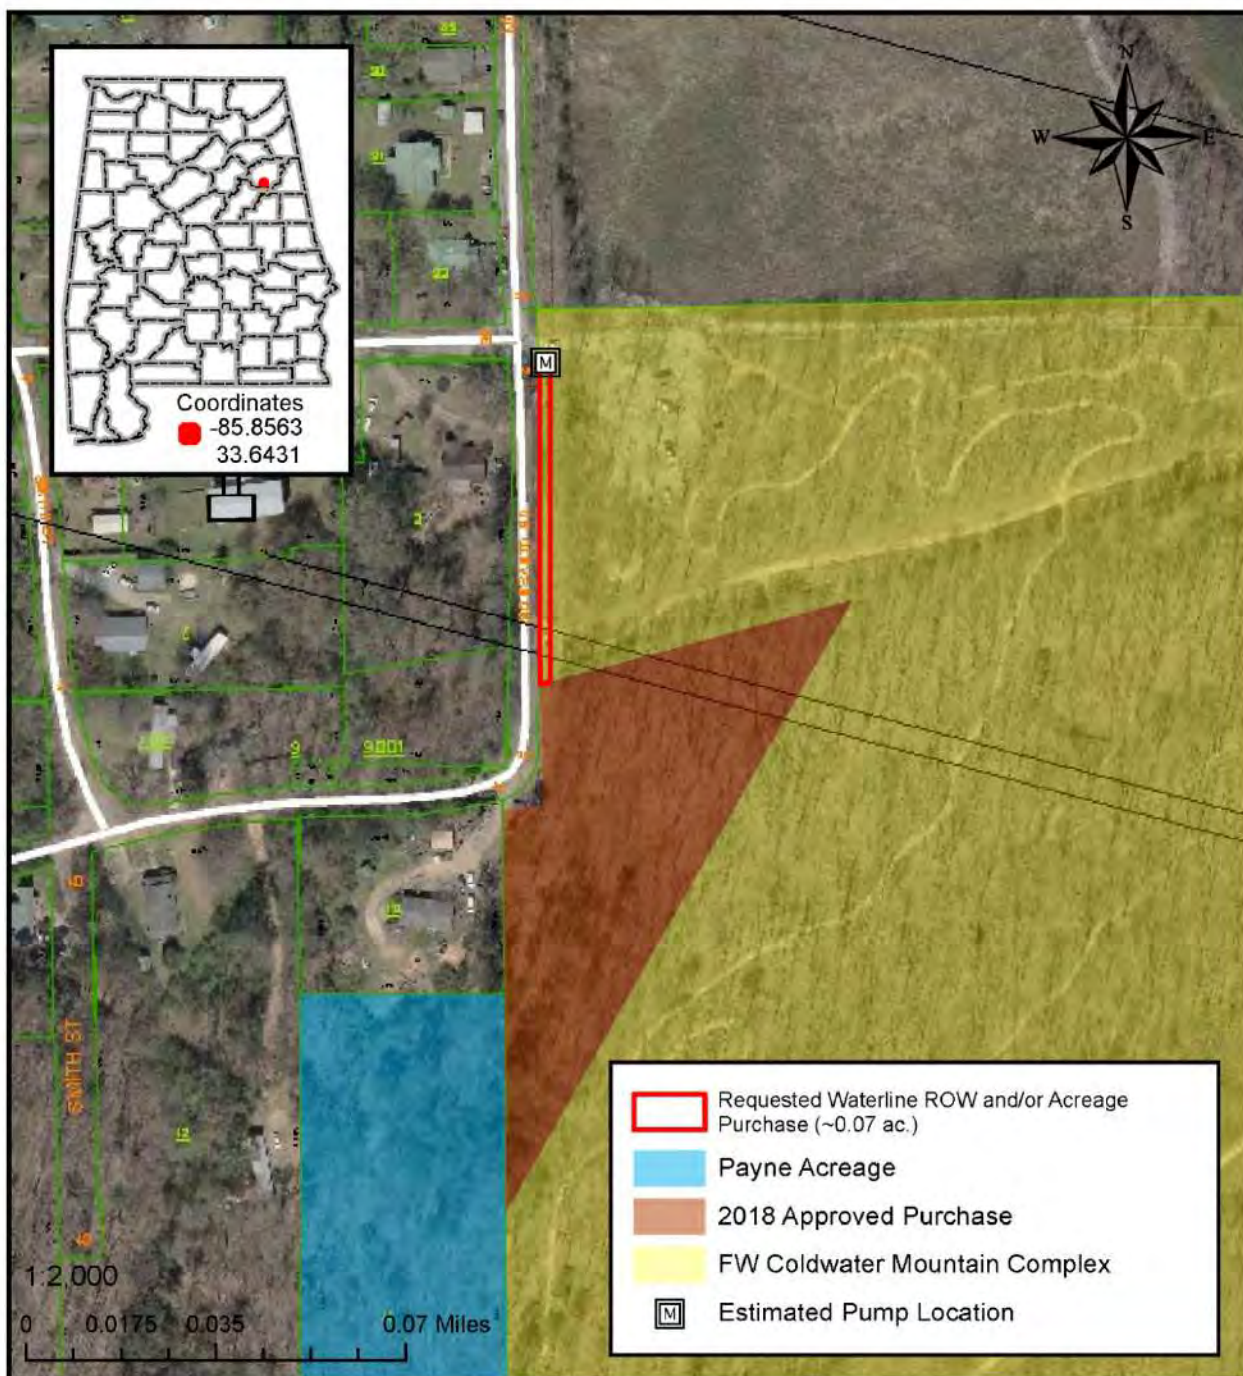 N
W E
S
Coordinates
-85.8563
33.6431
9001
9
12
SMITH ST
1:2,000
0 0.0175 0.035 0.07 Miles
Requested Waterline ROW and/or Acreage
Purchase (~0.07 ac.)
Payne Acreage
2018 Approved Purchase
FW Coldwater Mountain Complex
M
Estimated Pump Location
M